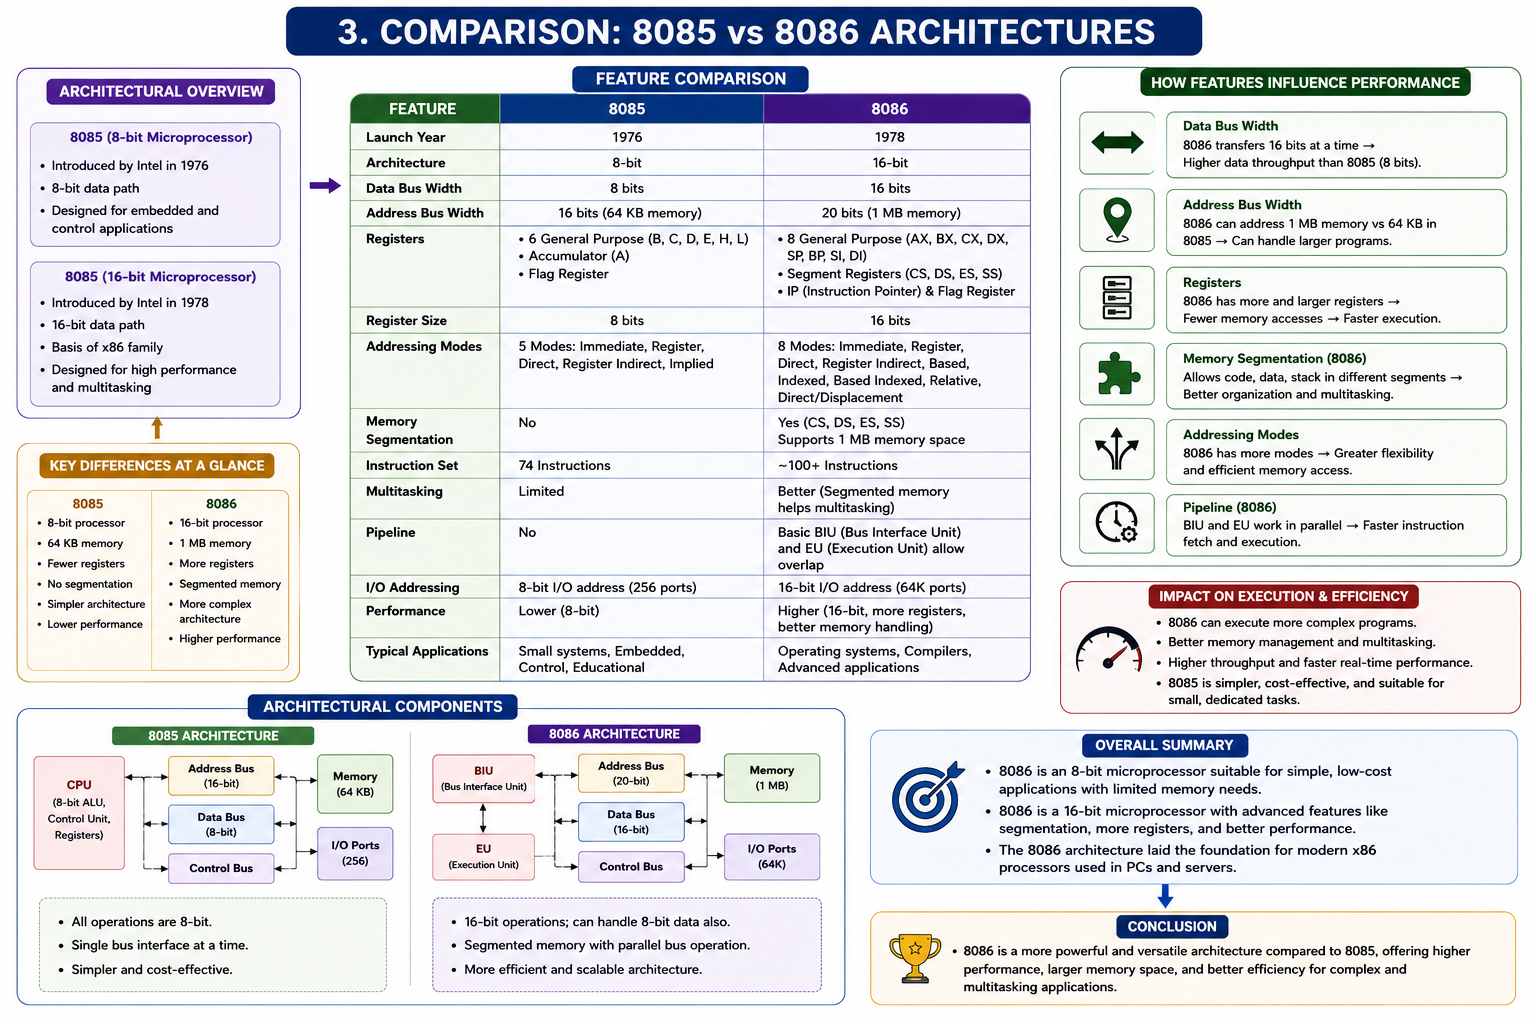 3. COMPARISON: 8085 vs 8086 ARCHITECTURES
ARCHITECTURAL OVERVIEW
8085 (8-bit Microprocessor)
• Introduced by Intel in 1976
• 8-bit data path
• Designed for embedded and
control applications
8085 (16-bit Microprocessor)
• Introduced by Intel in 1978
• 16-bit data path
• Basis of x86 family
• Designed for high performance
and multitasking
KEY DIFFERENCES AT A GLANCE
8085
• 8-bit processor
• 64 KB memory
• Fewer registers
• No segmentation
• Simpler architecture
• Lower performance
8086
• 16-bit processor
• 1 MB memory
• More registers
• Segmented memory
• More complex
architecture
• Higher performance
FEATURE COMPARISON
FEATURE 8085 8086
Launch Year 1976 1978
Architecture 8-bit 16-bit
Data Bus Width 8 bits 16 bits
Address Bus Width 16 bits (64 KB memory) 20 bits (1 MB memory)
Registers
• 6 General Purpose (B, C, D, E, H, L)
• Accumulator (A)
• Flag Register
• 8 General Purpose (AX, BX, CX, DX,
SP, BP, SI, DI)
• Segment Registers (CS, DS, ES, SS)
• IP (Instruction Pointer) & Flag Register
Register Size 8 bits 16 bits
Addressing Modes
5 Modes: Immediate, Register,
Direct, Register Indirect, Implied
8 Modes: Immediate, Register,
Direct, Register Indirect, Based,
Indexed, Based Indexed, Relative,
Direct/Displacement
Memory
Segmentation
No
Yes (CS, DS, ES, SS)
Supports 1 MB memory space
Instruction Set 74 Instructions ~100+ Instructions
Multitasking
Limited
Better (Segmented memory
helps multitasking)
Pipeline
No
Basic BIU (Bus Interface Unit)
and EU (Execution Unit) allow
overlap
I/O Addressing 8-bit I/O address (256 ports) 16-bit I/O address (64K ports)
Performance
Lower (8-bit)
Higher (16-bit, more registers,
better memory handling)
Typical Applications
Small systems, Embedded,
Control, Educational
Operating systems, Compilers,
Advanced applications
HOW FEATURES INFLUENCE PERFORMANCE
Data Bus Width
8086 transfers 16 bits at a time →
Higher data throughput than 8085 (8 bits).
Address Bus Width
8086 can address 1 MB memory vs 64 KB in
8085 → Can handle larger programs.
Registers
8086 has more and larger registers →
Fewer memory accesses → Faster execution.
Memory Segmentation (8086)
Allows code, data, stack in different segments →
Better organization and multitasking.
Addressing Modes
8086 has more modes → Greater flexibility
and efficient memory access.
Pipeline (8086)
BIU and EU work in parallel → Faster instruction
fetch and execution.
IMPACT ON EXECUTION & EFFICIENCY
• 8086 can execute more complex programs.
• Better memory management and multitasking.
• Higher throughput and faster real-time performance.
• 8085 is simpler, cost-effective, and suitable for
small, dedicated tasks.
ARCHITECTURAL COMPONENTS
8085 ARCHITECTURE
CPU
(8-bit ALU,
Control Unit,
Registers)
Address Bus
(16-bit)
Data Bus
(8-bit)
Control Bus
Memory
(64 KB)
I/O Ports
(256)
• All operations are 8-bit.
• Single bus interface at a time.
• Simpler and cost-effective.
8086 ARCHITECTURE
BIU
(Bus Interface Unit)
EU
(Execution Unit)
Address Bus
(20-bit)
Data Bus
(16-bit)
Control Bus
Memory
(1 MB)
I/O Ports
(64K)
• 16-bit operations; can handle 8-bit data also.
• Segmented memory with parallel bus operation.
• More efficient and scalable architecture.
OVERALL SUMMARY
• 8086 is an 8-bit microprocessor suitable for simple, low-cost
applications with limited memory needs.
• 8086 is a 16-bit microprocessor with advanced features like
segmentation, more registers, and better performance.
• The 8086 architecture laid the foundation for modern x86
processors used in PCs and servers.
CONCLUSION
• 8086 is a more powerful and versatile architecture compared to 8085, offering higher
performance, larger memory space, and better efficiency for complex and
multitasking applications.